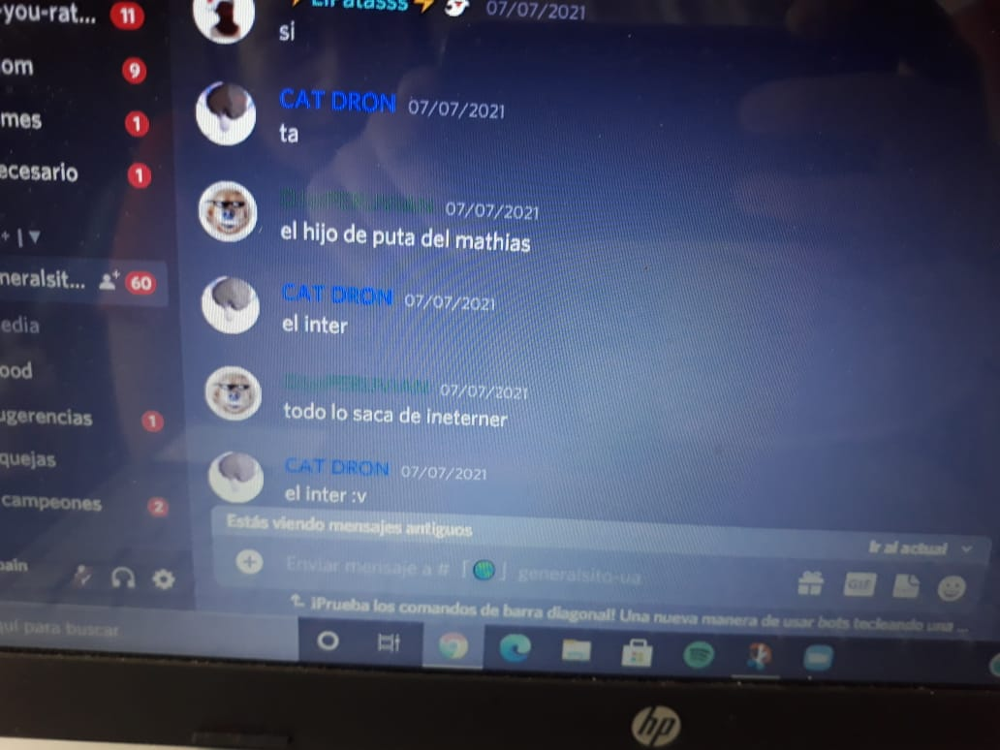 -you-rat... 11
ElPatasss 07/07/2021
si
om 9
CAT DRON 07/07/2021
ta
mes 1
ecesario 1
07/07/2021
el hijo de puta del mathias
+ | ▼
neralsit... 60
CAT DRON 07/07/2021
el inter
edia
ood
07/07/2021
todo lo saca de ineterner
ugerencias 1
quejas
CAT DRON 07/07/2021
el inter :v
campeones 2
Estás viendo mensajes antiguos
Ir al actual
Enviar mensaje a # [ ] generalsito-ua
GIF
pain
¡Prueba los comandos de barra diagonal! Una nueva manera de usar bots tecleando una ...
quí para buscar
hp